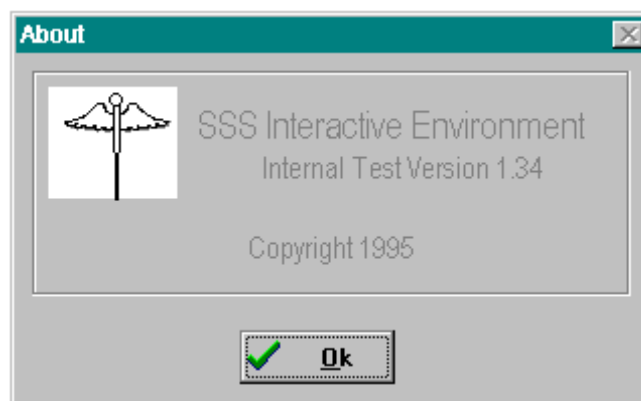 About
SSS Interactive Environment
Internal Test Version 1.34
Copyright 1995
Ok